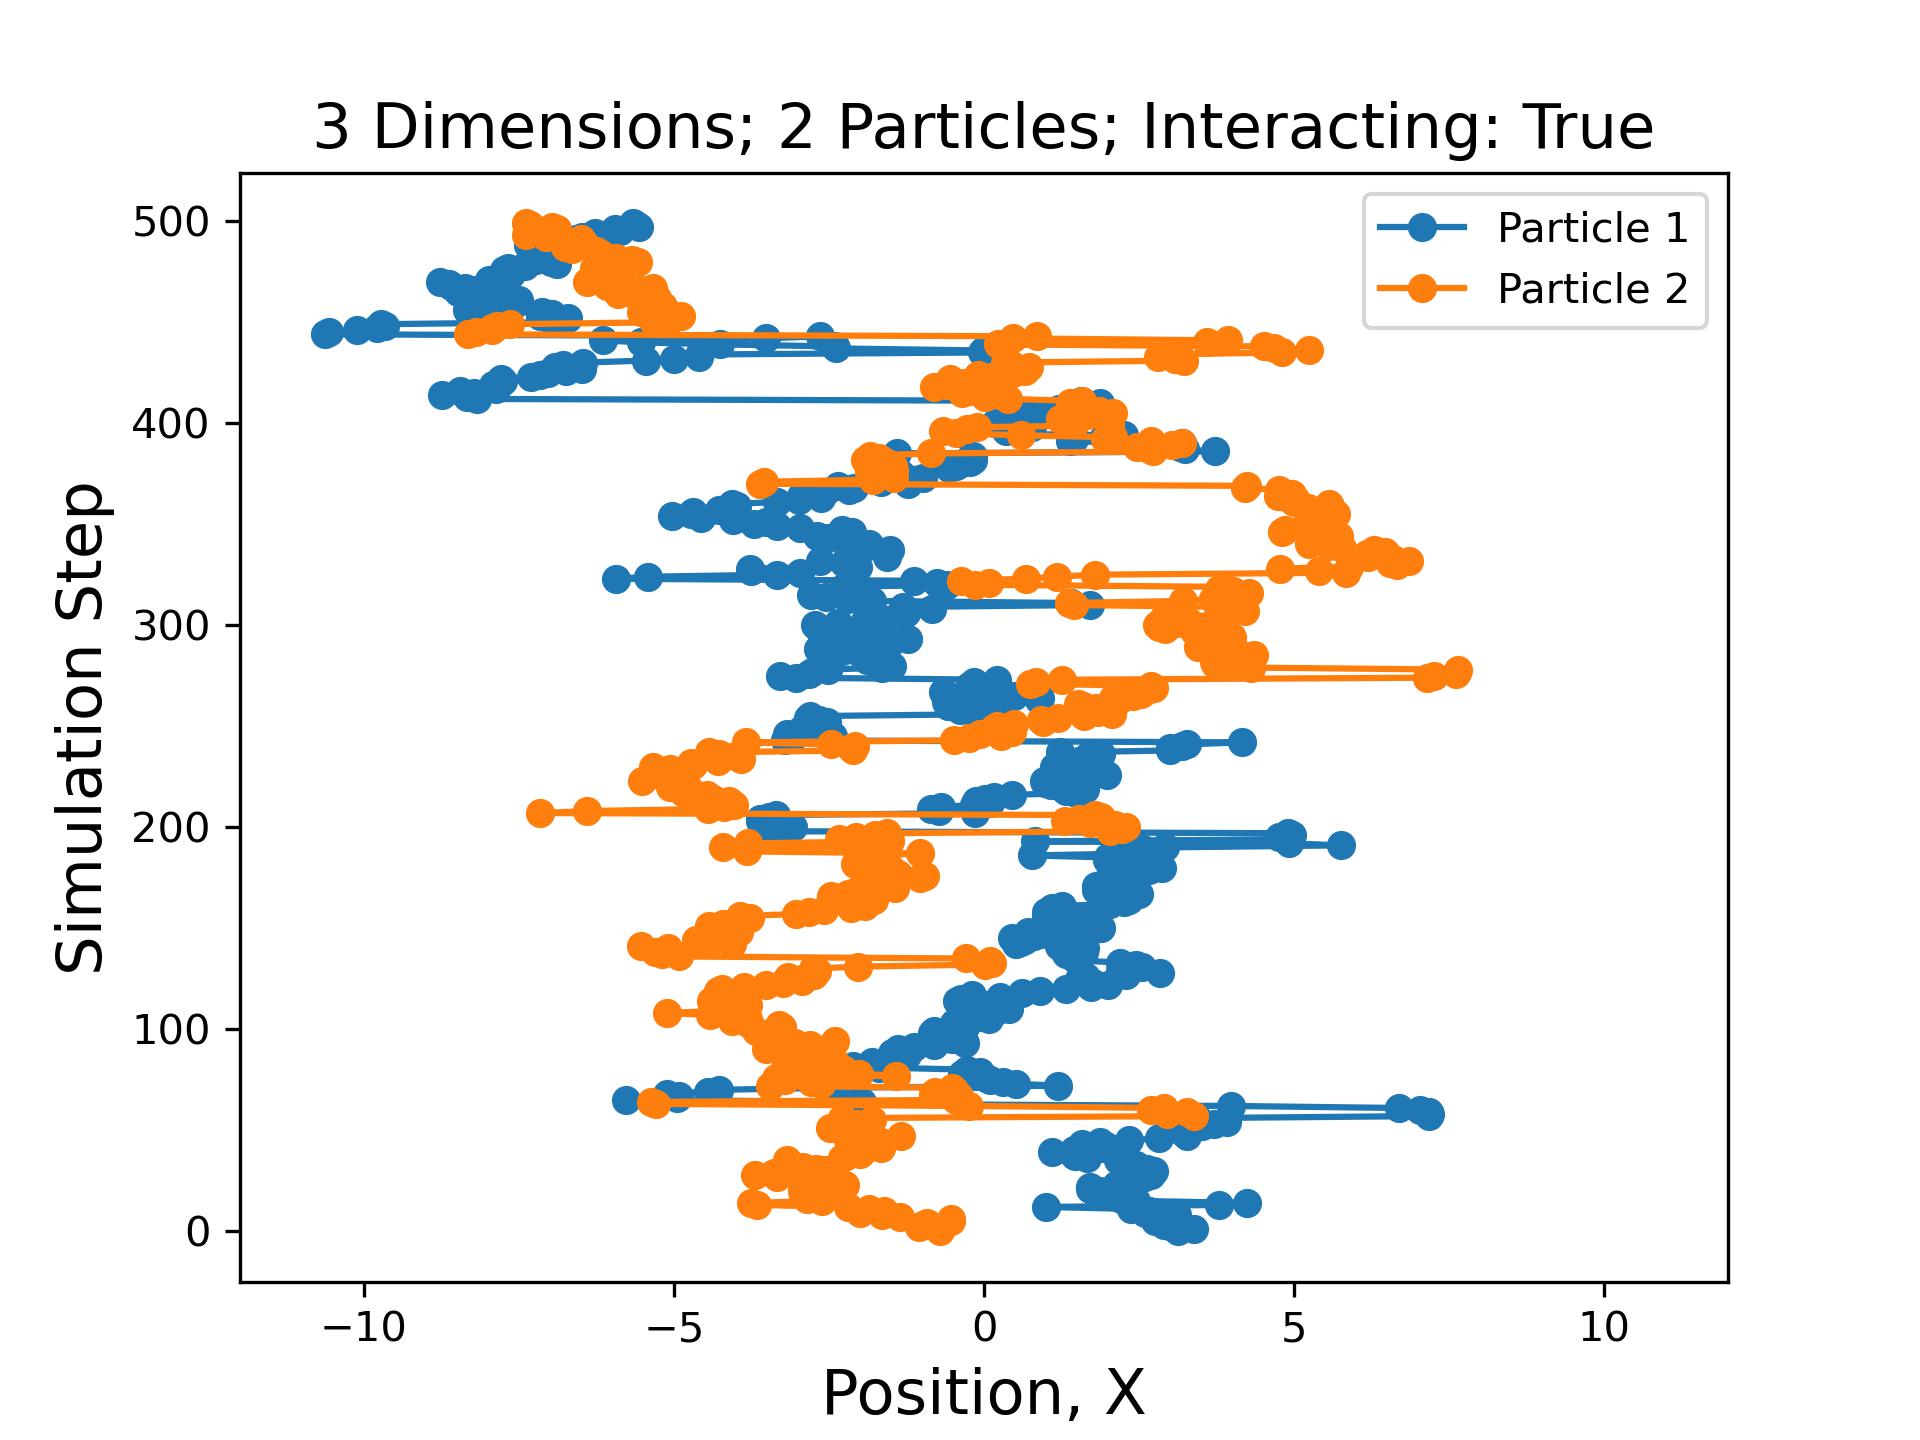 3 Dimensions; 2 Particles; Interacting: True
Particle 1
Particle 2
500
400
300
200
100
0
Simulation Step
−10
−5
0
5
10
Position, X